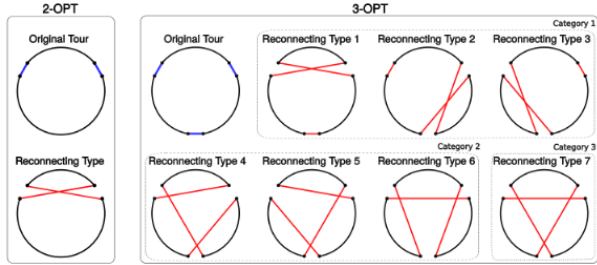 2-OPT
3-OPT
Category 1
Original Tour
Original Tour
Reconnecting Type 1
Reconnecting Type 2
Reconnecting Type 3
Category 2
Category 3
Reconnecting Type
Reconnecting Type 4
Reconnecting Type 5
Reconnecting Type 6
Reconnecting Type 7